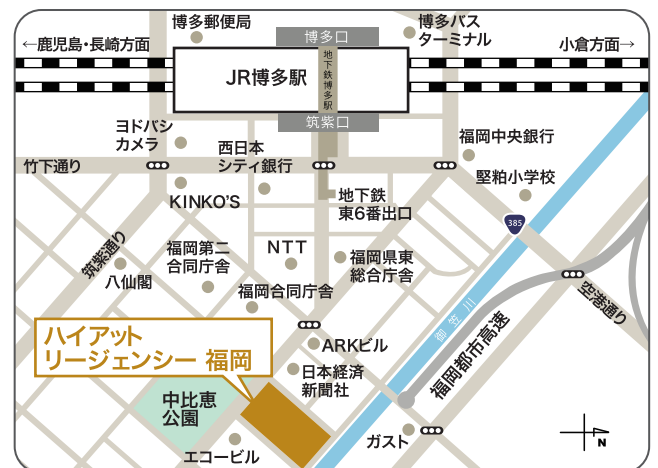 博多郵便局
博多口
博多バス
ターミナル
←鹿児島・長崎方面
小倉方面→
JR博多駅
地下鉄博多駅
筑紫口
ヨドバシ
カメラ
西日本
シティ銀行
福岡中央銀行
竹下通り
堅粕小学校
KINKO'S
地下鉄
東6番出口
385
筑紫通り
福岡第二
合同庁舎
NTT
福岡県東
総合庁舎
八仙閣
福岡合同庁舎
空港通り
御笠川
ハイアット
リージェンシー 福岡
ARKビル
福岡都市高速
日本経済
新聞社
中比恵
公園
ガスト
エコービル
N